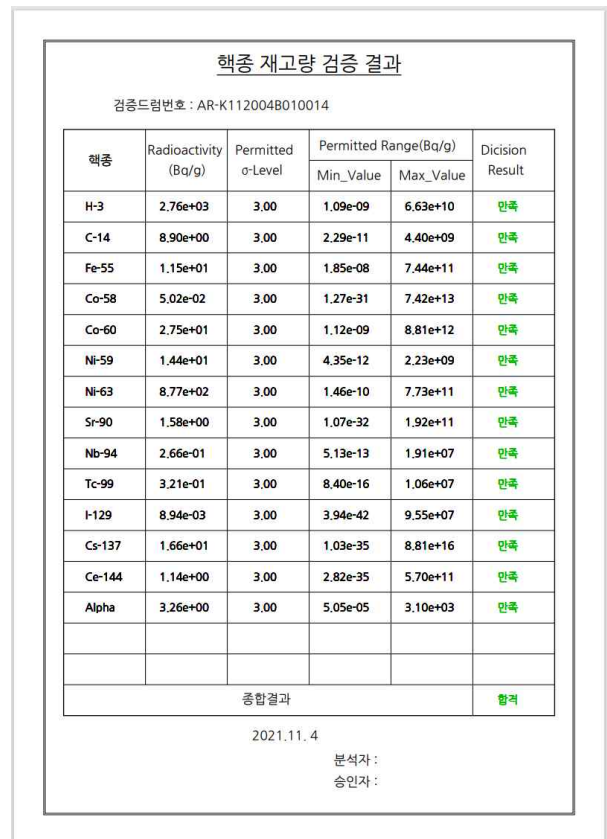 핵종 재고량 검증 결과
검증드럼번호 : AR-K112004B010014
핵종 Radioactivity (Bq/g) Permitted σ-Level Permitted Range(Bq/g) Min_Value Max_Value Dicision Result
H-3 2.76e+03 3.00 1.09e-09 6.63e+10 만족
C-14 8.90e+00 3.00 2.29e-11 4.40e+09 만족
Fe-55 1.15e+01 3.00 1.85e-08 7.44e+11 만족
Co-58 5.02e-02 3.00 1.27e-31 7.42e+13 만족
Co-60 2.75e+01 3.00 1.12e-09 8.81e+12 만족
Ni-59 1.44e+01 3.00 4.35e-12 2.23e+09 만족
Ni-63 8.77e+02 3.00 1.46e-10 7.73e+11 만족
Sr-90 1.58e+00 3.00 1.07e-32 1.92e+11 만족
Nb-94 2.66e-01 3.00 5.13e-13 1.91e+07 만족
Tc-99 3.21e-01 3.00 8.40e-16 1.06e+07 만족
I-129 8.94e-03 3.00 3.94e-42 9.55e+07 만족
Cs-137 1.66e+01 3.00 1.03e-35 8.81e+16 만족
Ce-144 1.14e+00 3.00 2.82e-35 5.70e+11 만족
Alpha 3.26e+00 3.00 5.05e-05 3.10e+03 만족
종합결과 합격
2021.11. 4
분석자 :
승인자 :